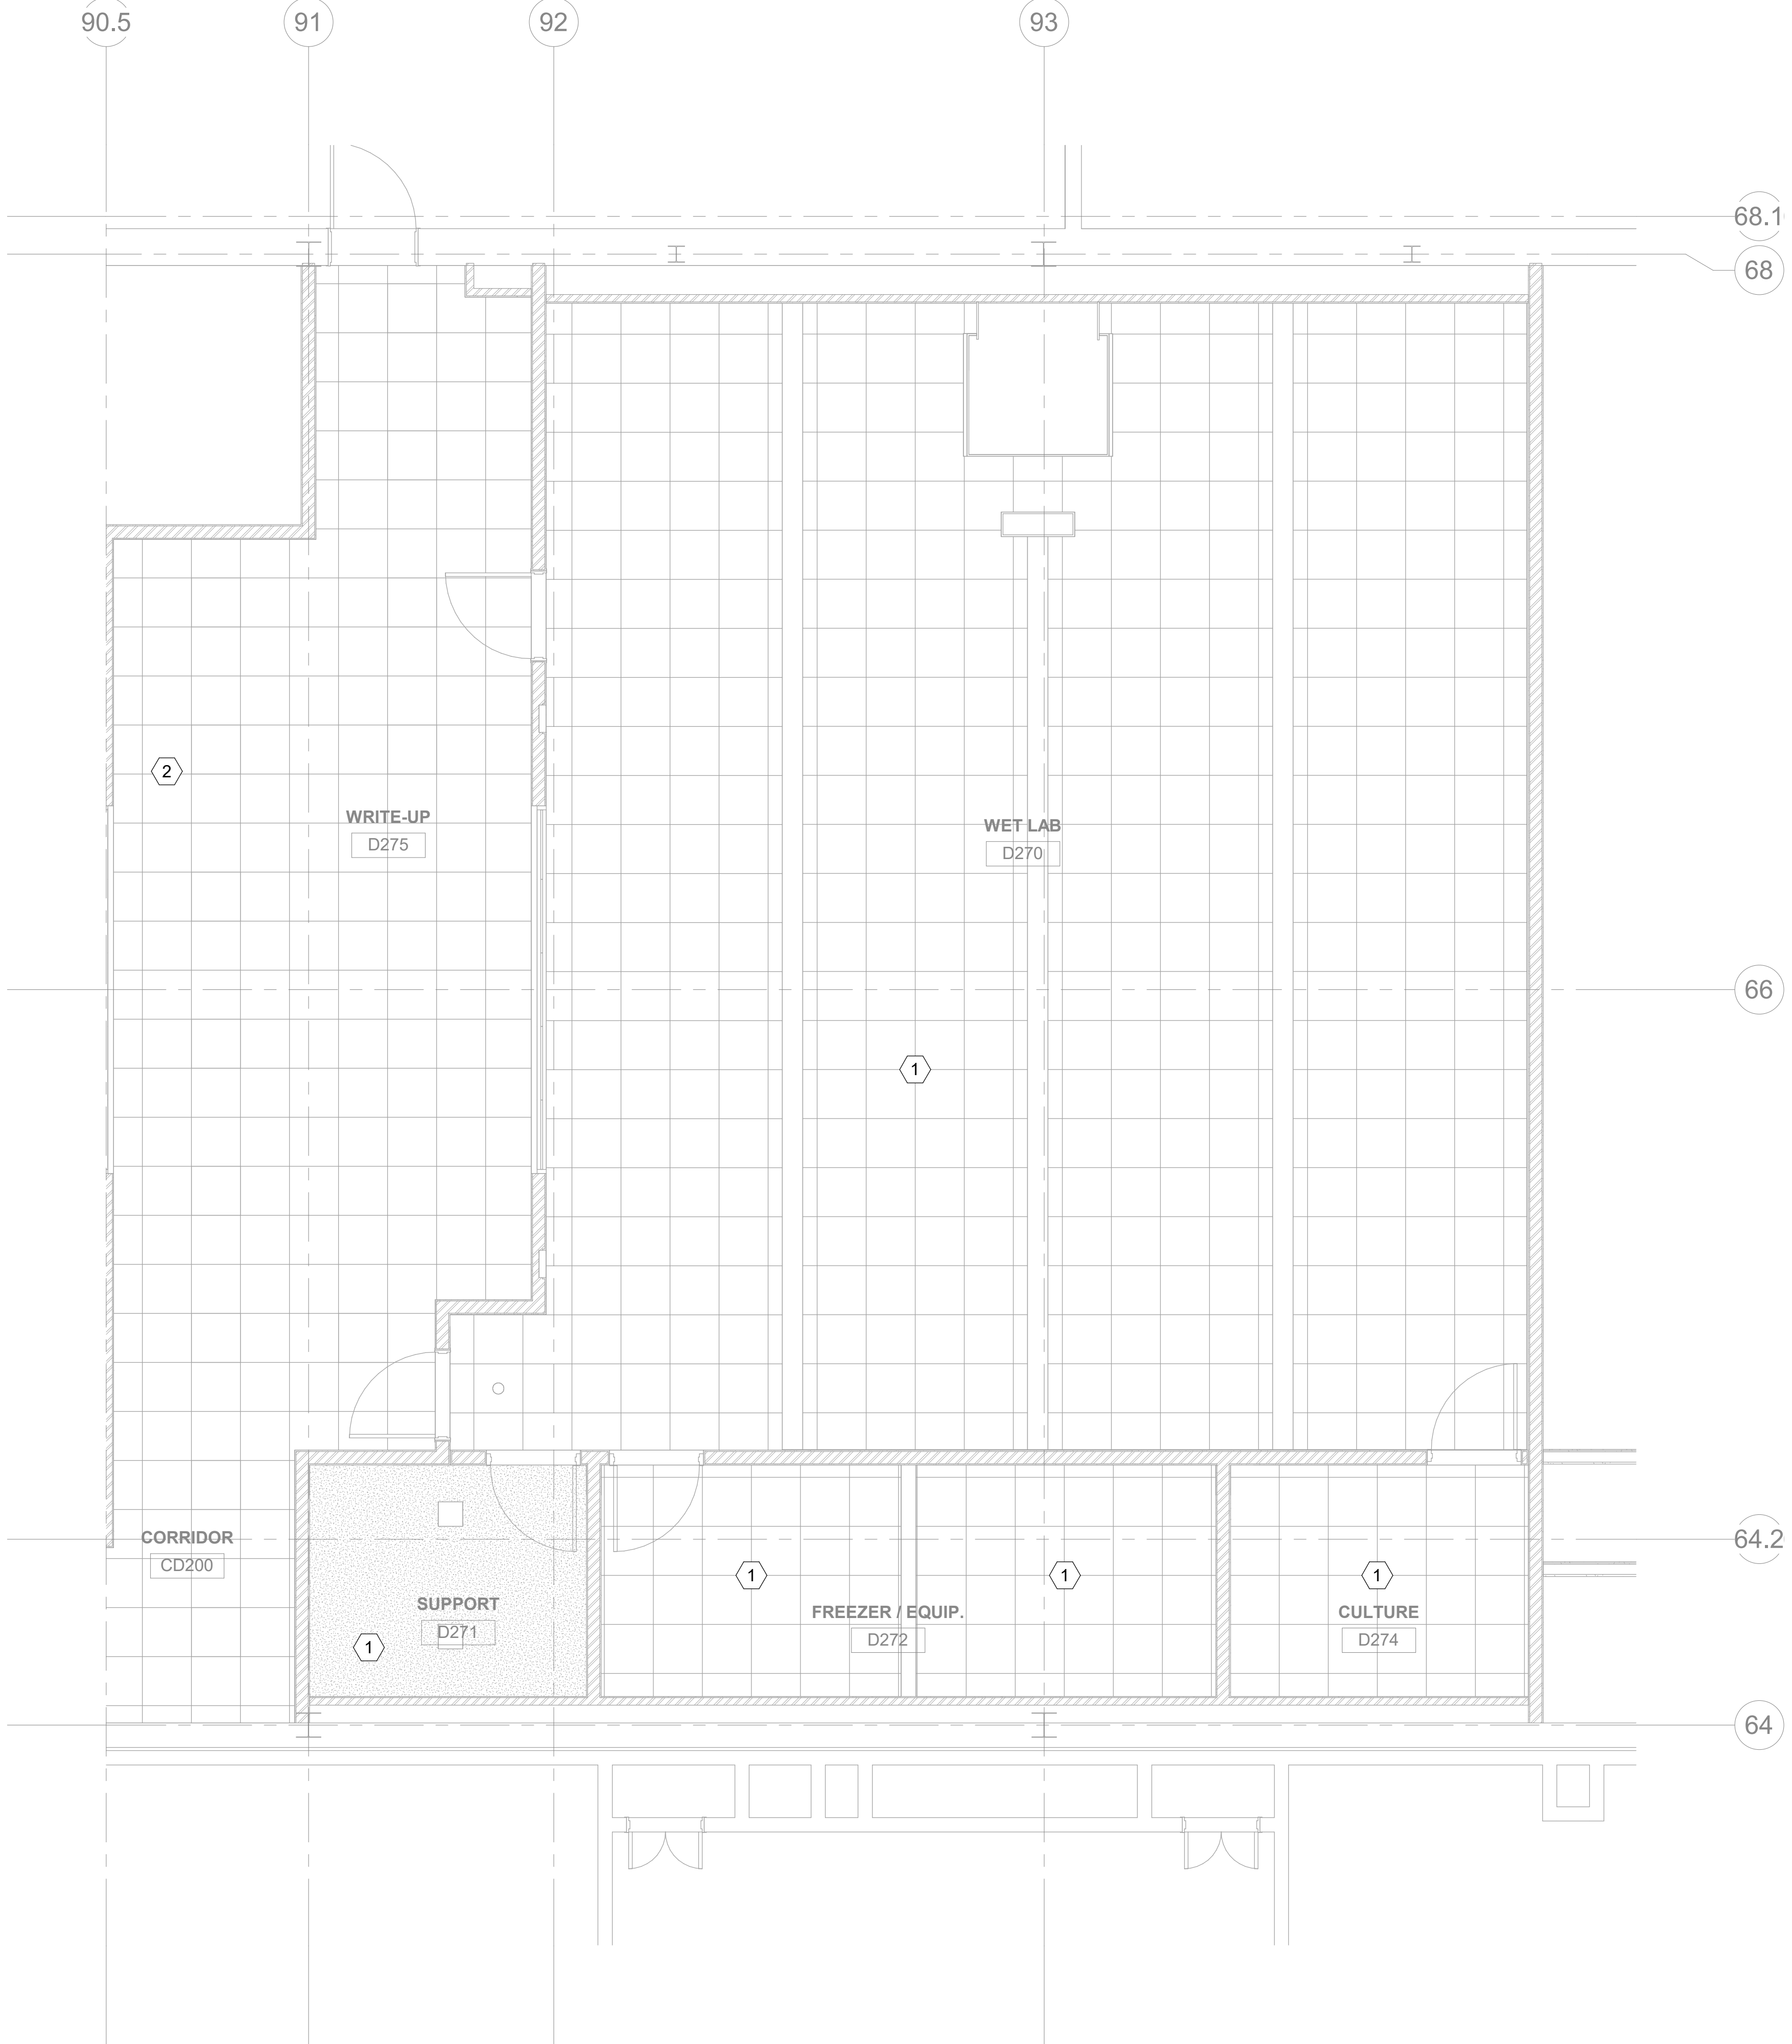 90.5
91
92
93
68.1
68
2
WRITE-UP
D275
WET LAB
D270
66
1
CORRIDOR
CD200
64.2
1
1
1
SUPPORT
D271
1
FREEZER / EQUIP.
D272
CULTURE
D274
64